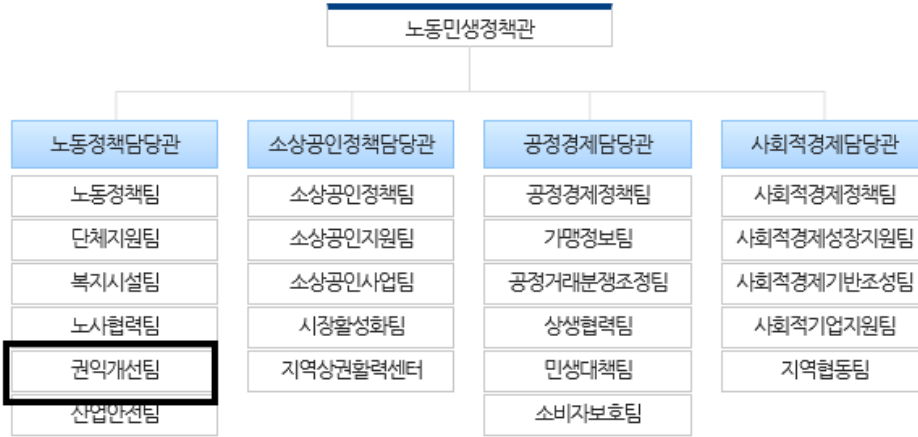 노동민생정책관
노동정책담당관 소상공인정책담당관 공정경제담당관 사회적경제담당관
노동정책팀 소상공인정책팀 공정경제정책팀 사회적경제정책팀
단체지원팀 소상공인지원팀 가맹정보팀 사회적경제성장지원팀
복지시설팀 소상공인사업팀 공정거래분쟁조정팀 사회적경제기반조성팀
노사협력팀 시장활성화팀 상생협력팀 사회적기업지원팀
권익개선팀 지역상권활력센터 민생대책팀 지역협동팀
산업안전팀 소비자보호팀